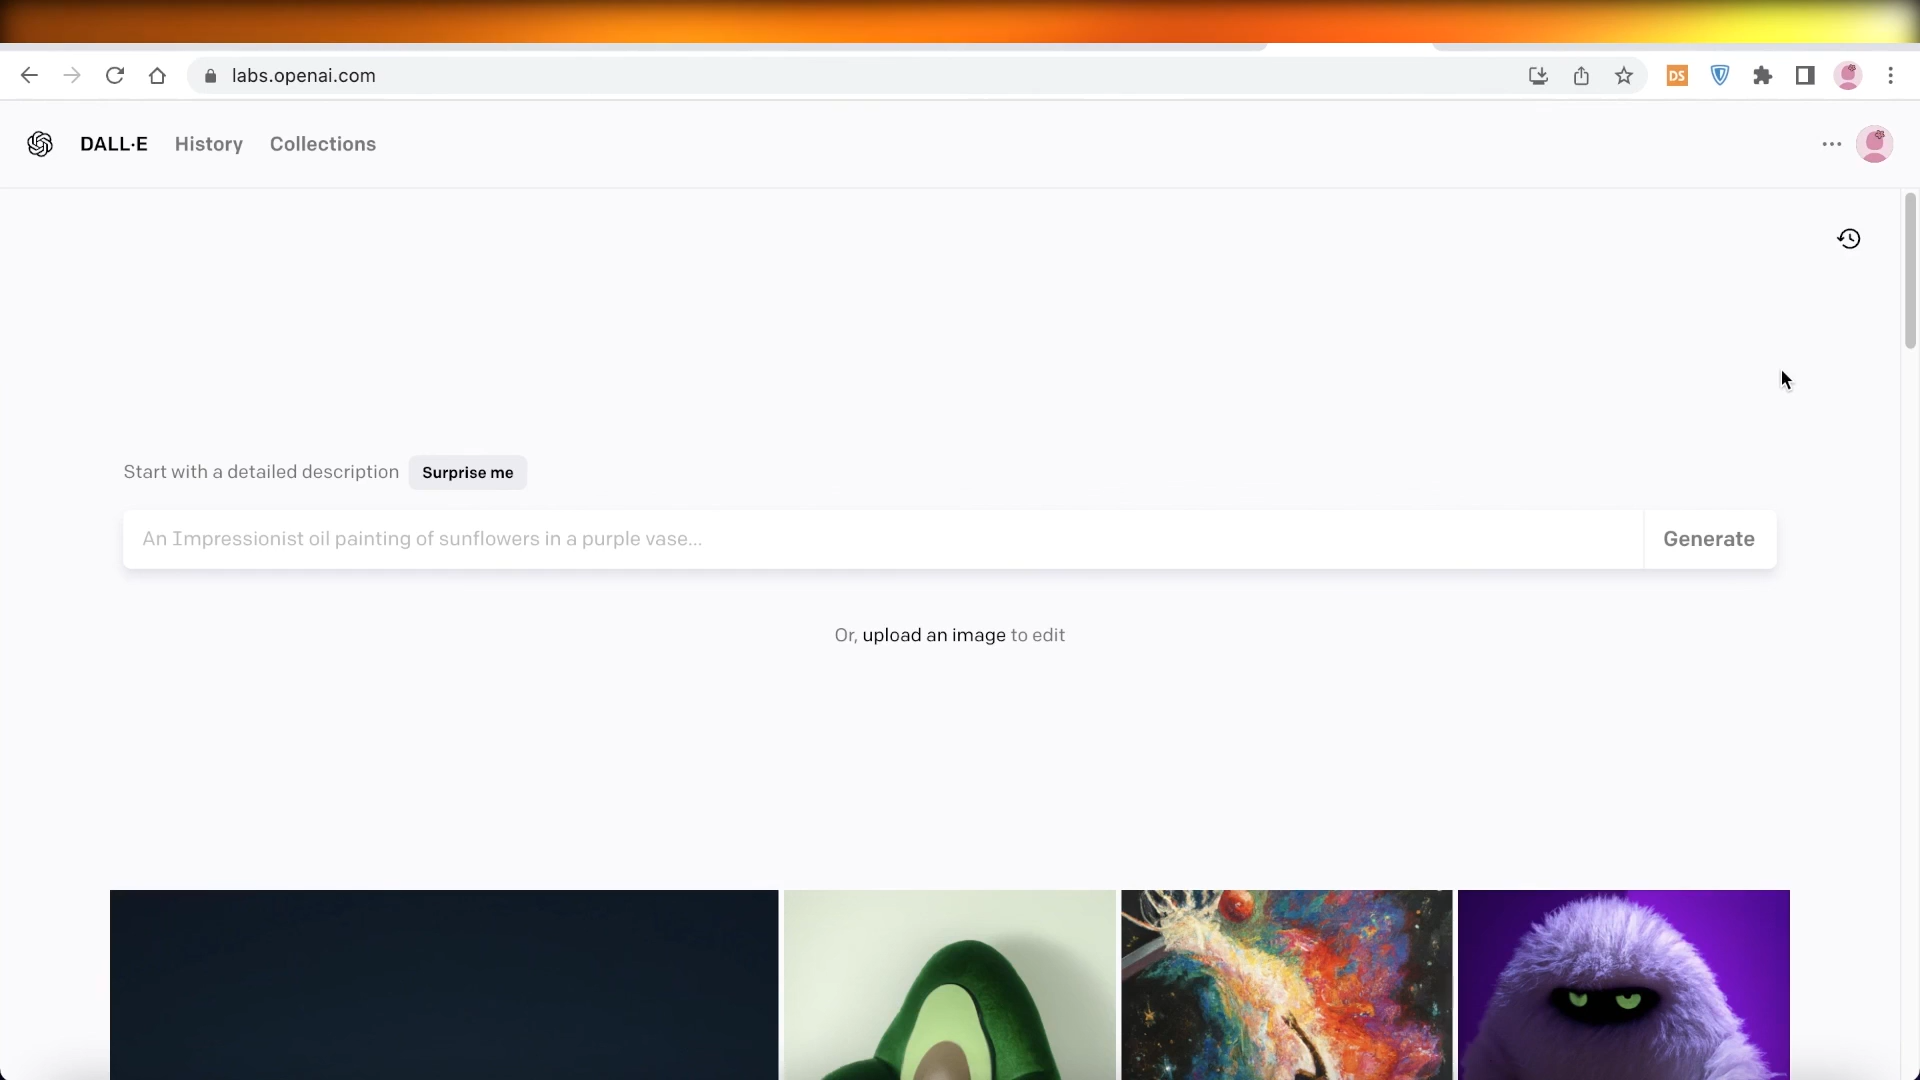 labs.openai.com
DS
DALL·E History Collections
Start with a detailed description Surprise me
An Impressionist oil painting of sunflowers in a purple vase...
Generate
Or, upload an image to edit